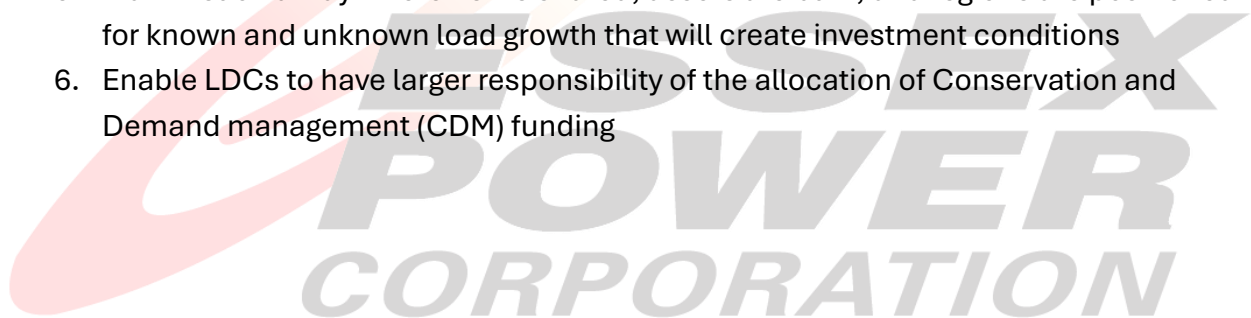 for known and unknown load growth that will create investment conditions
6. Enable LDCs to have larger responsibility of the allocation of Conservation and
Demand management (CDM) funding
ESSEX
POWER
CORPORATION